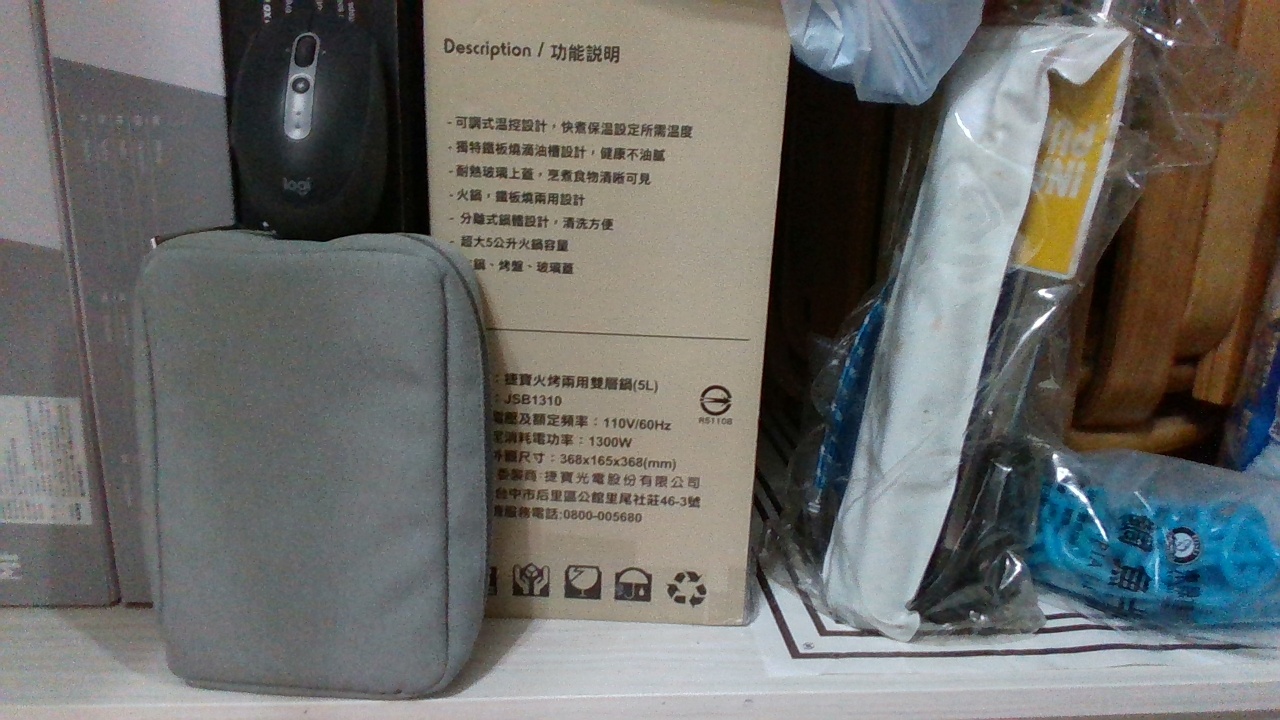 logi
Description / 功能説明
- 可調式温控設計，快煮保溫設定所需溫度
- 獨特鐵板燒滴油槽設計，健康不油膩
- 耐熱玻璃上蓋，烹煮食物清晰可見
- 火鍋，鐵板燒兩用設計
- 分離式鍋體設計，清洗方便
- 超大5公升火鍋容量
鍋、烤盤、玻璃蓋
：捷寶火烤兩用雙層鍋(5L)
：JSB1310
電壓及額定頻率：110V/60Hz
消耗電功率：1300W
尺寸：368x165x368(mm)
委製商:捷寶光電股份有限公司
台中市后里區公館里尾社莊46-3號
服務電話:0800-005680
R51108